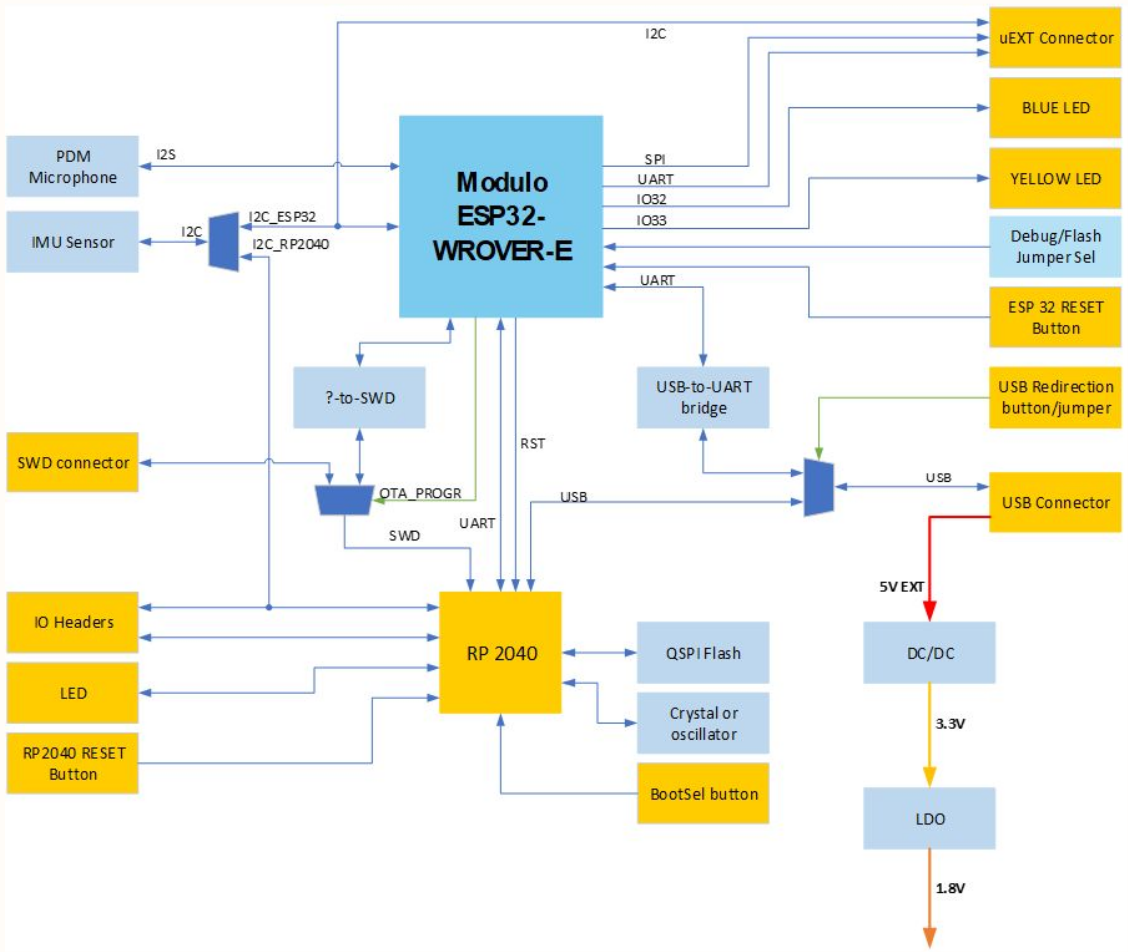 I2C
uEXT Connector
BLUE LED
PDM
Microphone
I2S
Modulo
ESP32-
WROVER-E
SPI
UART
IO32
IO33
YELLOW LED
IMU Sensor
I2C
I2C_ESP32
I2C_RP2040
Debug/Flash
Jumper Sel
UART
ESP 32 RESET
Button
?-to-SWD
USB-to-UART
bridge
USB Redirection
button/jumper
RST
SWD connector
OTA_PROGR
UART
USB
USB
USB Connector
SWD
5V EXT
IO Headers
RP 2040
QSPI Flash
DC/DC
LED
Crystal or
oscillator
3.3V
RP2040 RESET
Button
BootSel button
LDO
1.8V